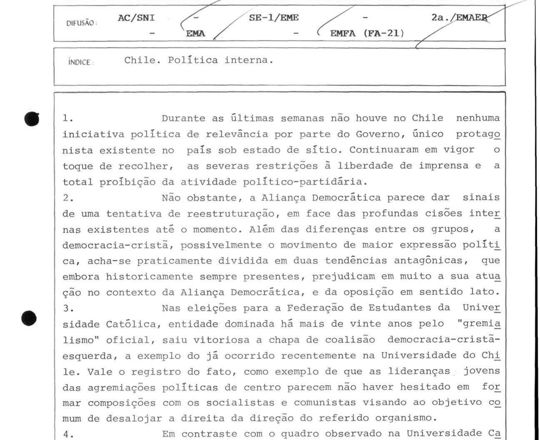 DIFUSÃO: AC/SNI - SE-1/EME - 2a./EMAER
- EMA - EMFA (FA-21)
ÍNDICE: Chile. Política interna.
1. Durante as últimas semanas não houve no Chile nenhuma
iniciativa política de relevância por parte do Governo, único protago
nista existente no país sob estado de sítio. Continuaram em vigor o
toque de recolher, as severas restrições à liberdade de imprensa e a
total proíbição da atividade político-partidária.
2. Não obstante, a Aliança Democrática parece dar sinais
de uma tentativa de reestruturação, em face das profundas cisões inter
nas existentes até o momento. Além das diferenças entre os grupos, a
democracia-cristã, possivelmente o movimento de maior expressão políti
ca, acha-se praticamente dividida em duas tendências antagônicas, que
embora historicamente sempre presentes, prejudicam em muito a sua atua
ção no contexto da Aliança Democrática, e da oposição em sentido lato.
3. Nas eleições para a Federação de Estudantes da Univer
sidade Católica, entidade dominada há mais de vinte anos pelo "gremia
lismo" oficial, saiu vitoriosa a chapa de coalisão democracia-cristã-
esquerda, a exemplo do já ocorrido recentemente na Universidade do Chi
le. Vale o registro do fato, como exemplo de que as lideranças jovens
das agremiações políticas de centro parecem não haver hesitado em for
mar composições com os socialistas e comunistas visando ao objetivo co
mum de desalojar a direita da direção do referido organismo.
4. Em contraste com o quadro observado na Universidade Ca